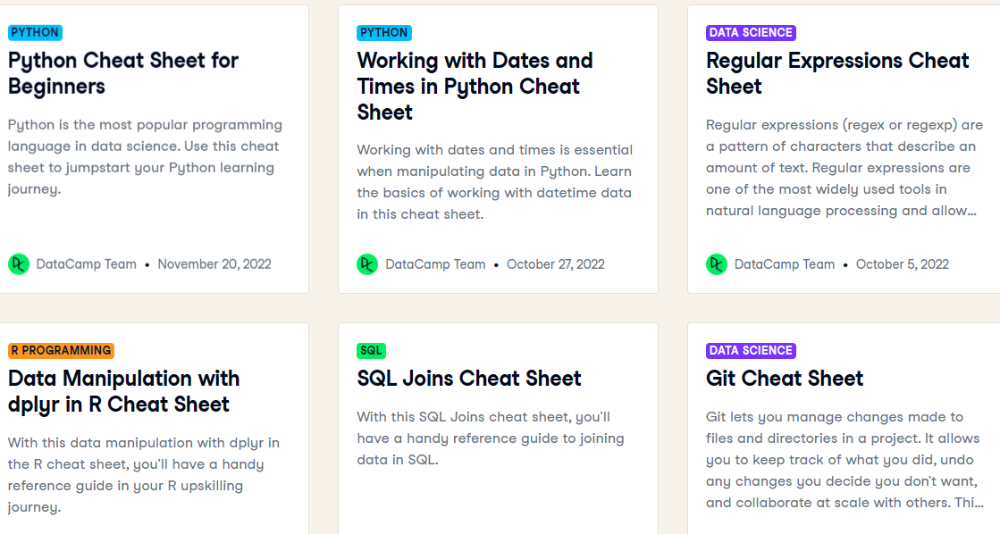 PYTHON
Python Cheat Sheet for
Beginners
Python is the most popular programming
language in data science. Use this cheat
sheet to jumpstart your Python learning
journey.
DataCamp Team • November 20, 2022
PYTHON
Working with Dates and
Times in Python Cheat
Sheet
Working with dates and times is essential
when manipulating data in Python. Learn
the basics of working with datetime data
in this cheat sheet.
DataCamp Team • October 27, 2022
DATA SCIENCE
Regular Expressions Cheat
Sheet
Regular expressions (regex or regexp) are
a pattern of characters that describe an
amount of text. Regular expressions are
one of the most widely used tools in
natural language processing and allow...
DataCamp Team • October 5, 2022
R PROGRAMMING
Data Manipulation with
dplyr in R Cheat Sheet
With this data manipulation with dplyr in
the R cheat sheet, you'll have a handy
reference guide in your R upskilling
journey.
SQL
SQL Joins Cheat Sheet
With this SQL Joins cheat sheet, you'll
have a handy reference guide to joining
data in SQL.
DATA SCIENCE
Git Cheat Sheet
Git lets you manage changes made to
files and directories in a project. It allows
you to keep track of what you did, undo
any changes you decide you don't want,
and collaborate at scale with others. Thi...